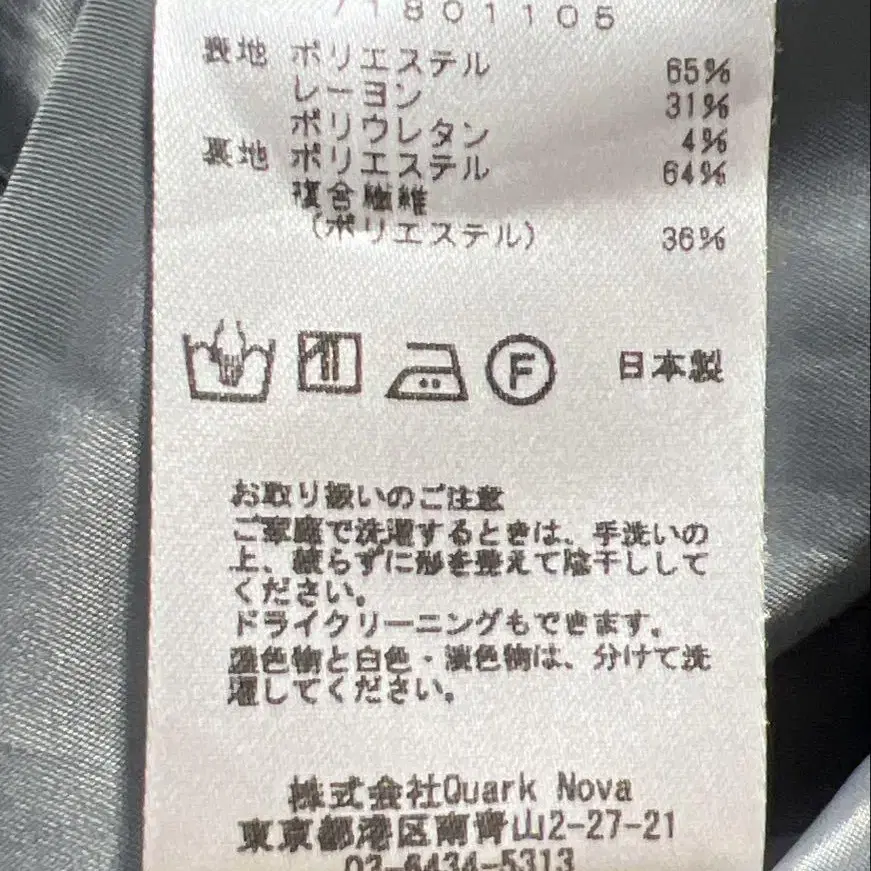 71801105
表地 ポリエステル 65%
レーヨン 31%
ポリウレタン 4%
裏地 ポリエステル 64%
複合繊維
(ポリエステル) 36%
F 日本製
お取り扱いのご注意
ご家庭で洗濯するときは、手洗いの
上、絞らずに形を整えて陰干しして
ください。
ドライクリーニングもできます。
濃色物と白色・淡色物は、分けて洗
濯してください。
株式会社Quark Nova
東京都港区南青山2-27-21
03-6434-5313